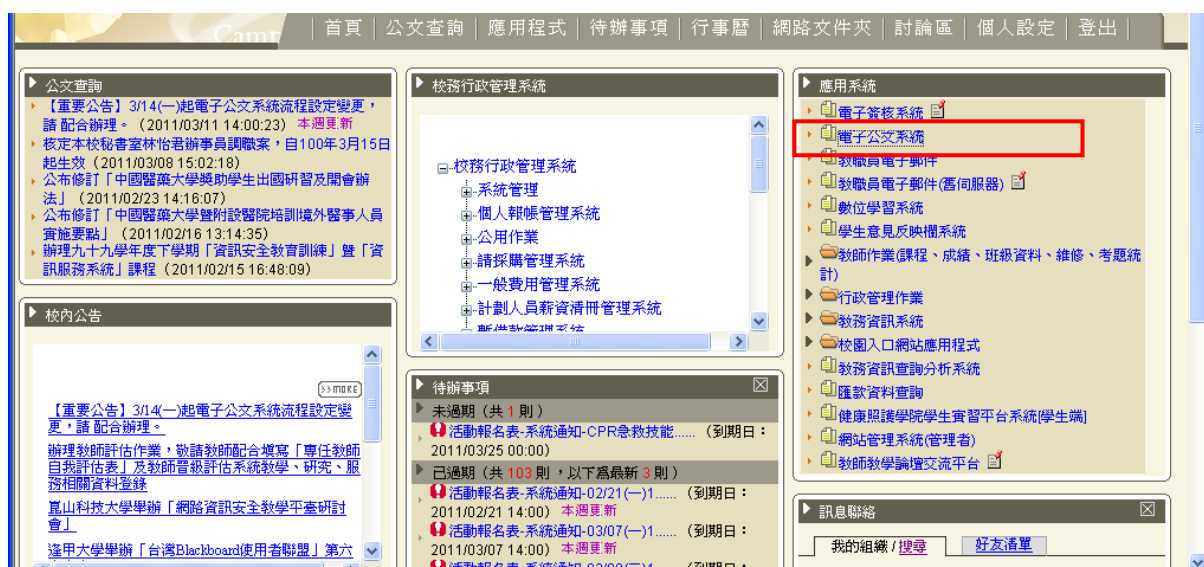 ｜首頁｜公文查詢｜應用程式｜待辦事項｜行事曆｜網路文件夾｜討論區｜個人設定｜登出｜
公文查詢
【重要公告】3/14(一)起電子公文系統流程設定變更，
請 配合辦理。 （2011/03/11 14:00:23） 本週更新
核定本校秘書室林怡君辦事員調職案，自100年3月15日
起生效（2011/03/08 15:02:18）
公布修訂「中國醫藥大學獎助學生出國研習及開會辦
法」（2011/02/23 14:16:07）
公布修訂「中國醫藥大學暨附設醫院培訓境外醫事人員
實施要點」（2011/02/16 13:14:35）
辦理九十九學年度下學期「資訊安全教育訓練」暨「資
訊服務系統」課程（2011/02/15 16:48:09）
校內公告
MORE
【重要公告】3/14(一)起電子公文系統流程設定變
更，請 配合辦理。
辦理教師評估作業，敬請教師配合填寫「專任教師
自我評估表」及教師晉級評估系統教學、研究、服
務相關資料登錄
崑山科技大學舉辦「網路資訊安全教學平臺研討
會」
逢甲大學舉辦「台灣Blackboard使用者聯盟」第六
校務行政管理系統
校務行政管理系統
系統管理
個人報帳管理系統
公用作業
請採購管理系統
一般費用管理系統
計劃人員薪資清冊管理系統
暫借款管理系統
待辦事項
未過期（共 1 則）
活動報名表-系統通知-CPR急救技能...... （到期日：
2011/03/25 00:00）
已過期（共 103 則，以下為最新 3 則）
活動報名表-系統通知-02/21(一)1...... （到期日：
2011/02/21 14:00） 本週更新
活動報名表-系統通知-03/07(一)1...... （到期日：
2011/03/07 14:00） 本週更新
應用系統
電子簽核系統
電子公文系統
教職員電子郵件
教職員電子郵件(舊伺服器)
數位學習系統
學生意見反映欄系統
教師作業(課程、成績、班級資料、維修、考題統
計)
行政管理作業
教務資訊系統
校園入口網站應用程式
教務資訊查詢分析系統
匯款資料查詢
健康照護學院學生實習平台系統[學生端]
網站管理系統(管理者)
教師教學論壇交流平台
訊息聯絡
我的組織 / 搜尋 好友清單